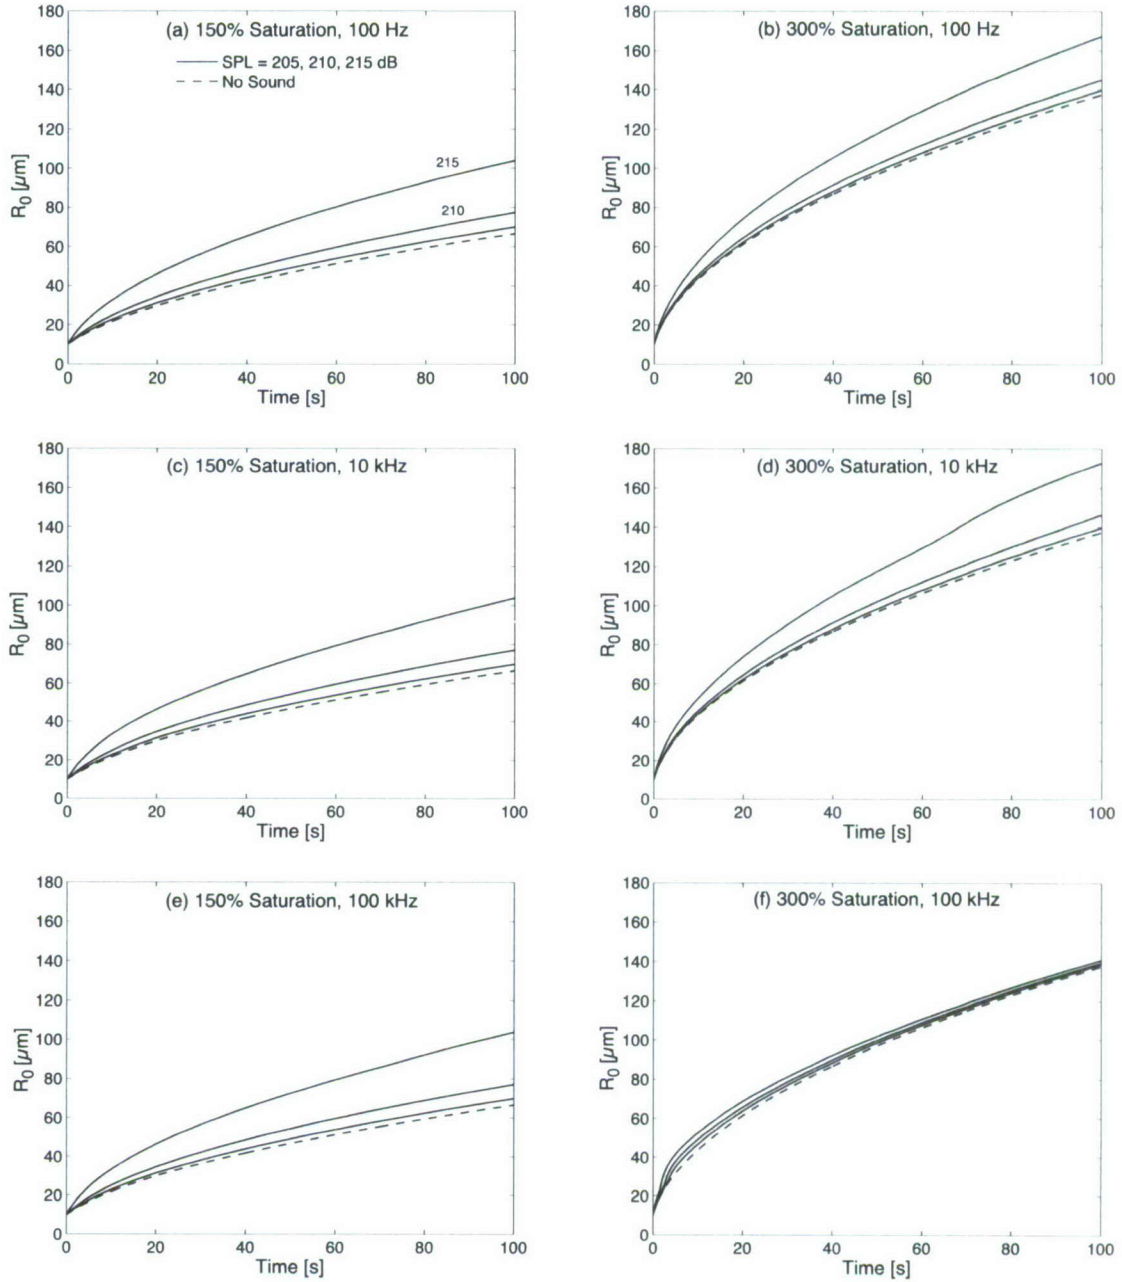 (a) 150% Saturation, 100 Hz
SPL = 205, 210, 215 dB
No Sound
215
210
180
160
140
120
100
80
60
40
20
0
R0 [µm]
0 20 40 60 80 100
Time [s]
(b) 300% Saturation, 100 Hz
180
160
140
120
100
80
60
40
20
0
R0 [µm]
0 20 40 60 80 100
Time [s]
(c) 150% Saturation, 10 kHz
180
160
140
120
100
80
60
40
20
0
R0 [µm]
0 20 40 60 80 100
Time [s]
(d) 300% Saturation, 10 kHz
180
160
140
120
100
80
60
40
20
0
R0 [µm]
0 20 40 60 80 100
Time [s]
(e) 150% Saturation, 100 kHz
180
160
140
120
100
80
60
40
20
0
R0 [µm]
0 20 40 60 80 100
Time [s]
(f) 300% Saturation, 100 kHz
180
160
140
120
100
80
60
40
20
0
R0 [µm]
0 20 40 60 80 100
Time [s]